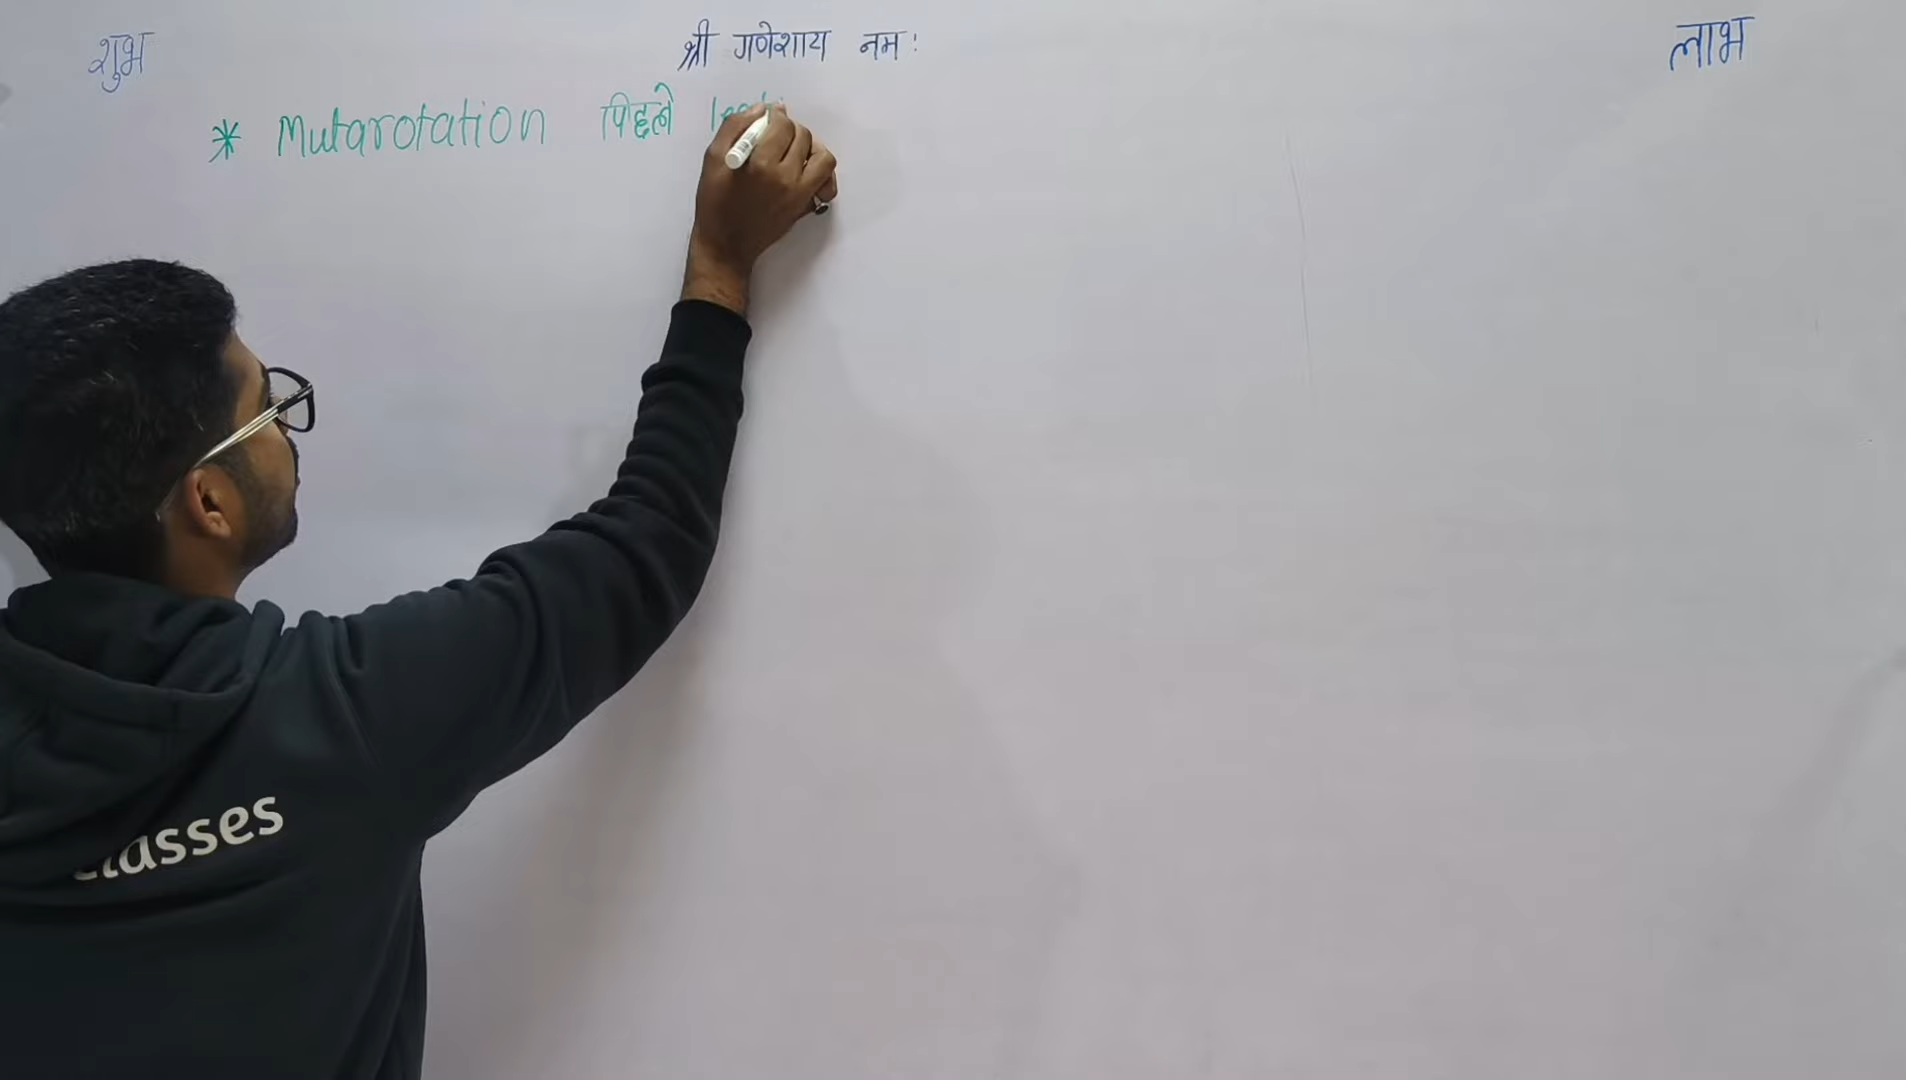 शुभ श्री गणेशाय नमः लाभ
* Mutarotation पिछले
classes